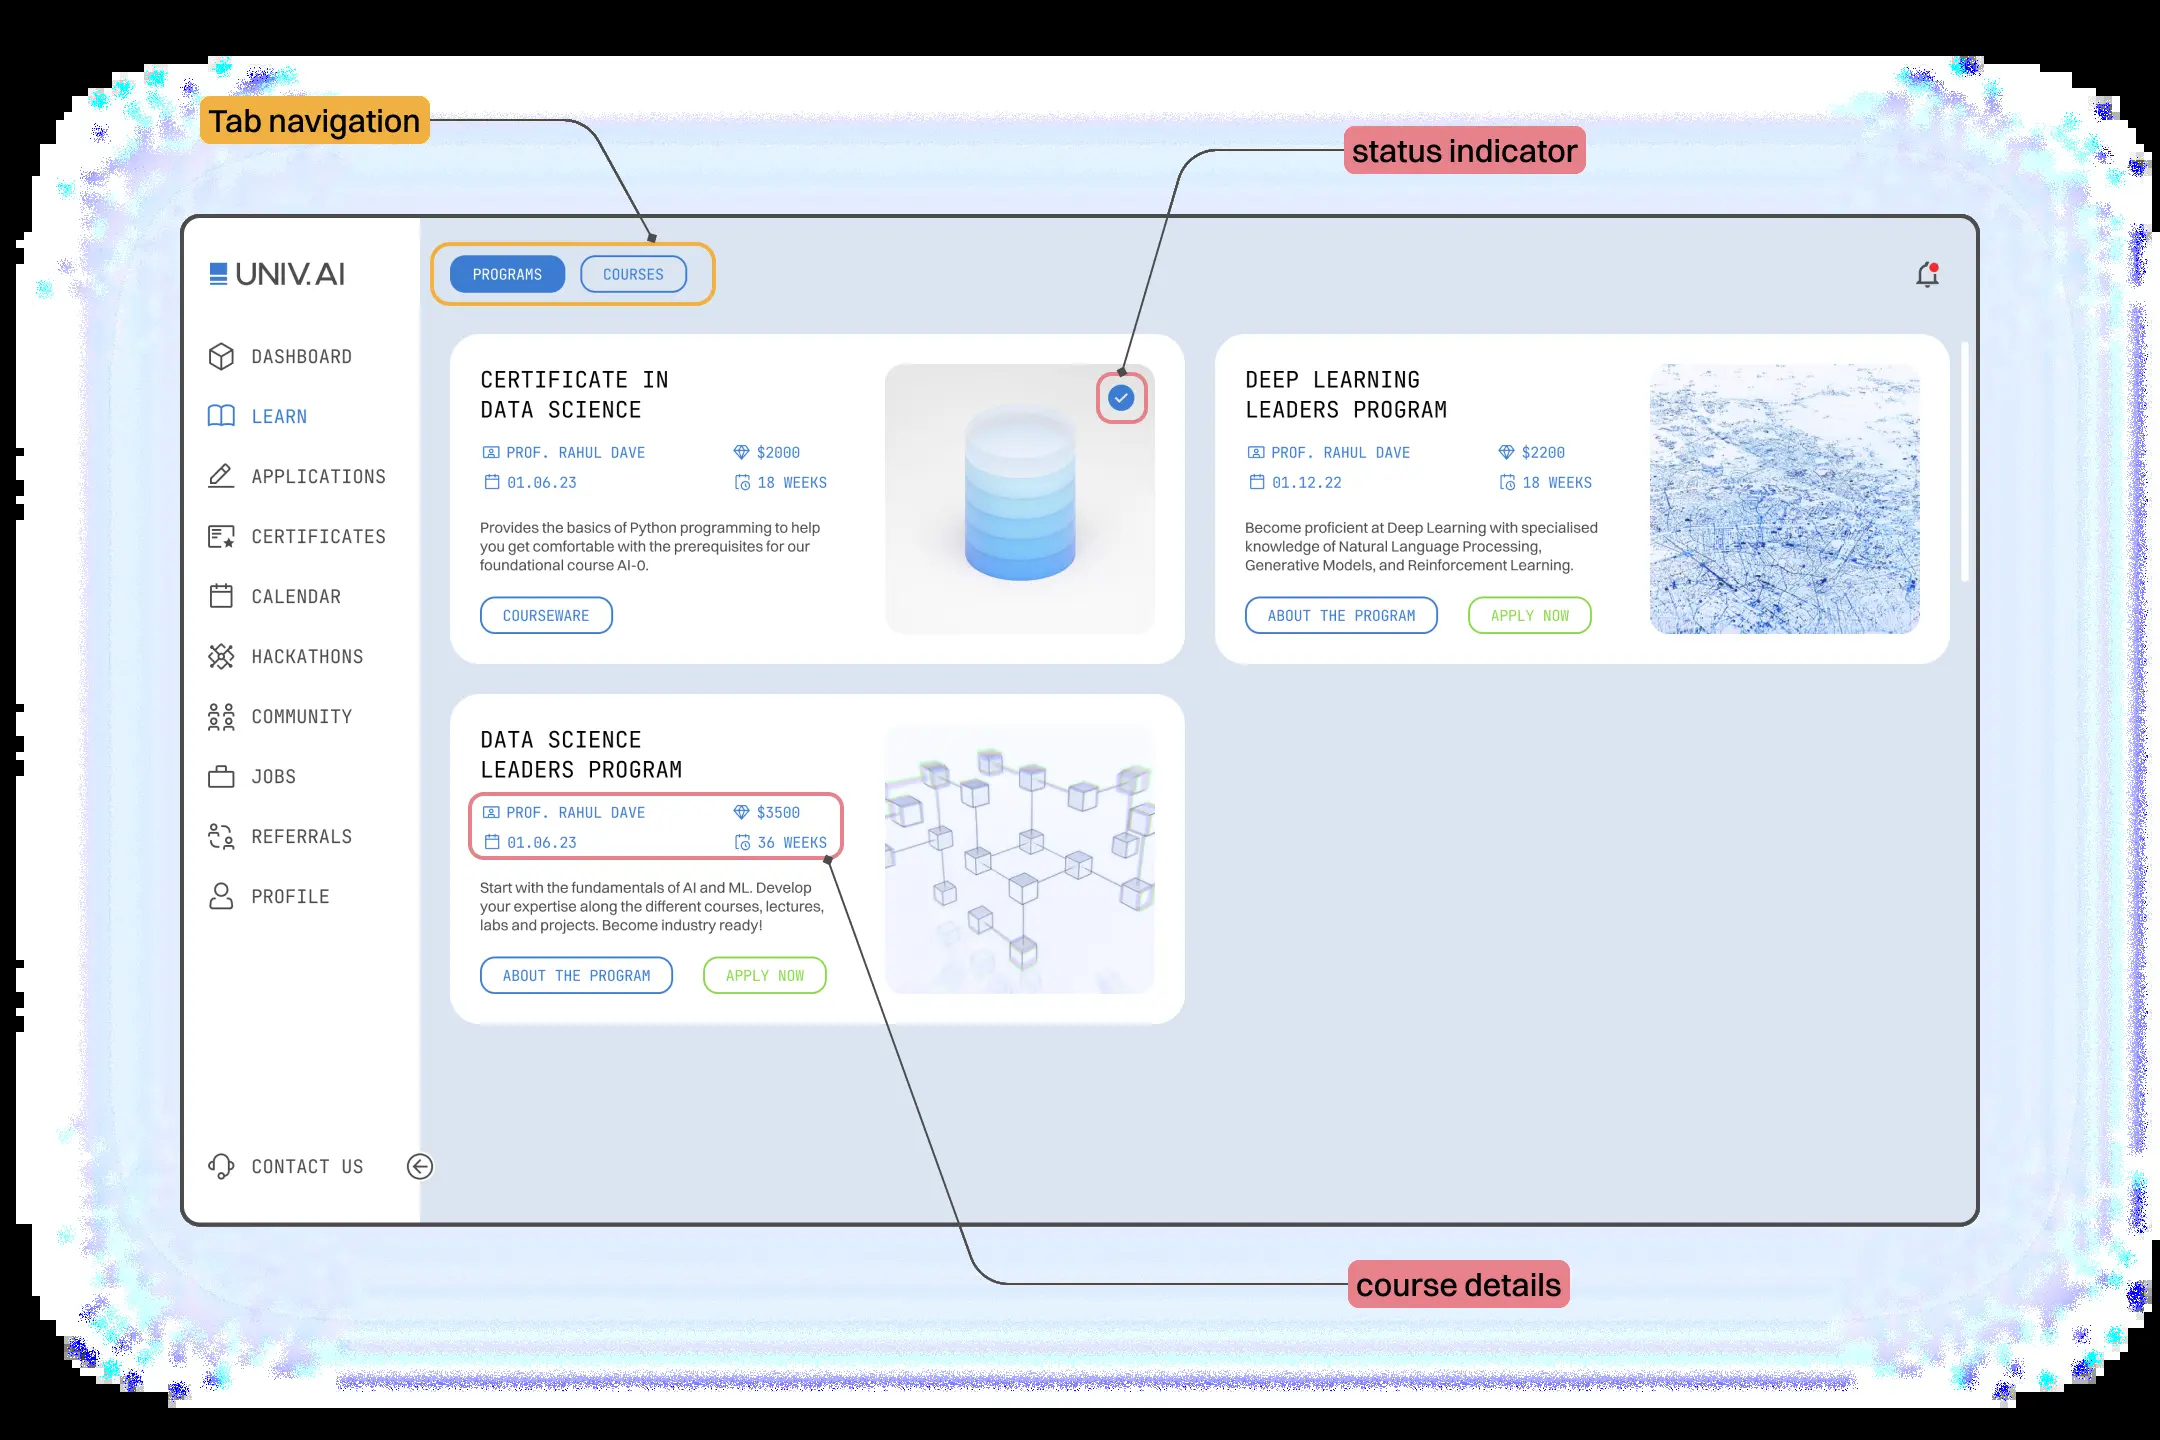 Tab navigation
status indicator
UNIV.AI
PROGRAMS COURSES
DASHBOARD
LEARN
APPLICATIONS
CERTIFICATES
CALENDAR
HACKATHONS
COMMUNITY
JOBS
REFERRALS
PROFILE
CONTACT US
CERTIFICATE IN
DATA SCIENCE
PROF. RAHUL DAVE $2000
01.06.23 18 WEEKS
Provides the basics of Python programming to help
you get comfortable with the prerequisites for our
foundational course AI-0.
COURSEWARE
DEEP LEARNING
LEADERS PROGRAM
PROF. RAHUL DAVE $2200
01.12.22 18 WEEKS
Become proficient at Deep Learning with specialised
knowledge of Natural Language Processing,
Generative Models, and Reinforcement Learning.
ABOUT THE PROGRAM APPLY NOW
DATA SCIENCE
LEADERS PROGRAM
PROF. RAHUL DAVE $3500
01.06.23 36 WEEKS
Start with the fundamentals of AI and ML. Develop
your expertise along the different courses, lectures,
labs and projects. Become industry ready!
ABOUT THE PROGRAM APPLY NOW
course details